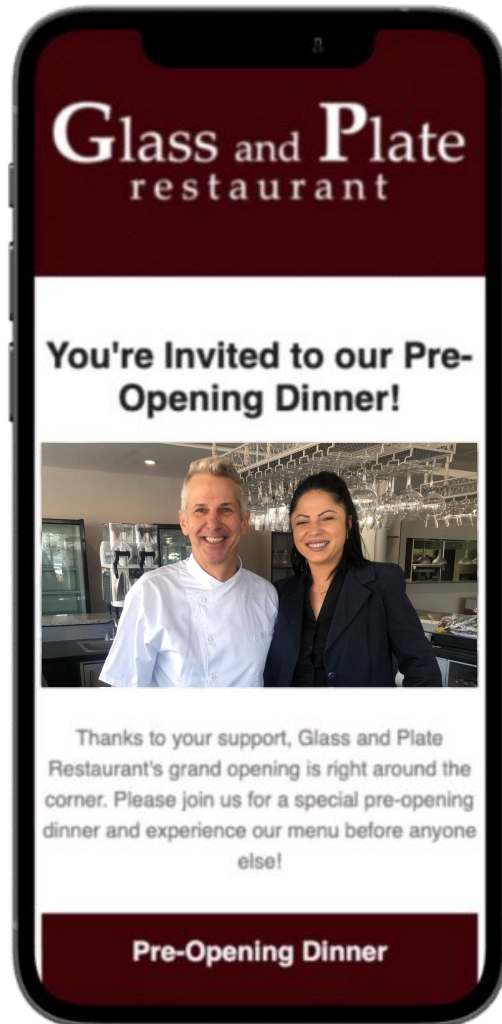 Glass and Plate
restaurant
You're Invited to our Pre-
Opening Dinner!
Thanks to your support, Glass and Plate
Restaurant's grand opening is right around the
corner. Please join us for a special pre-opening
dinner and experience our menu before anyone
else!
Pre-Opening Dinner